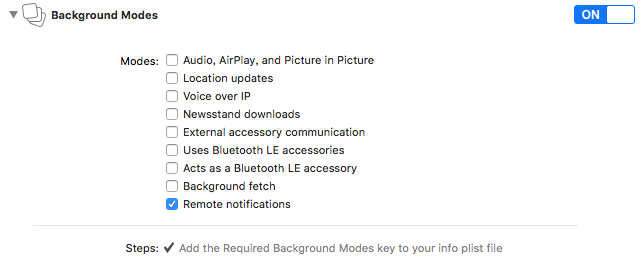 Background Modes ON
Modes: Audio, AirPlay, and Picture in Picture
Location updates
Voice over IP
Newsstand downloads
External accessory communication
Uses Bluetooth LE accessories
Acts as a Bluetooth LE accessory
Background fetch
Remote notifications
Steps: ✔ Add the Required Background Modes key to your info plist file